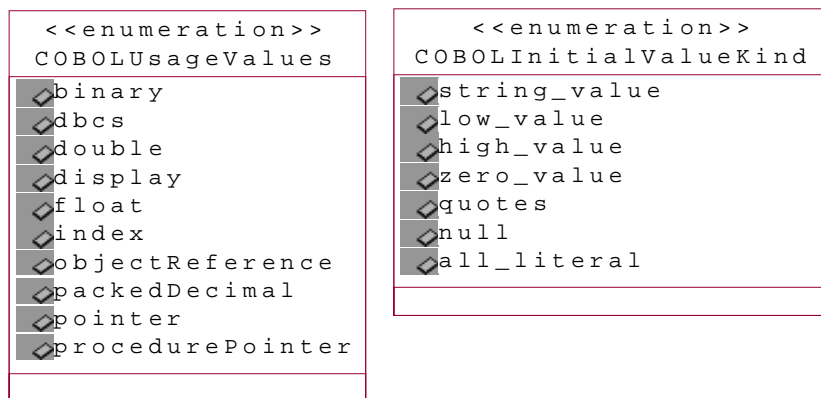 <<enumeration>>
COBOLUsageValues
binary
dbcs
double
display
float
index
objectReference
packedDecimal
pointer
procedurePointer
<<enumeration>>
COBOLInitialValueKind
string_value
low_value
high_value
zero_value
quotes
null
all_literal